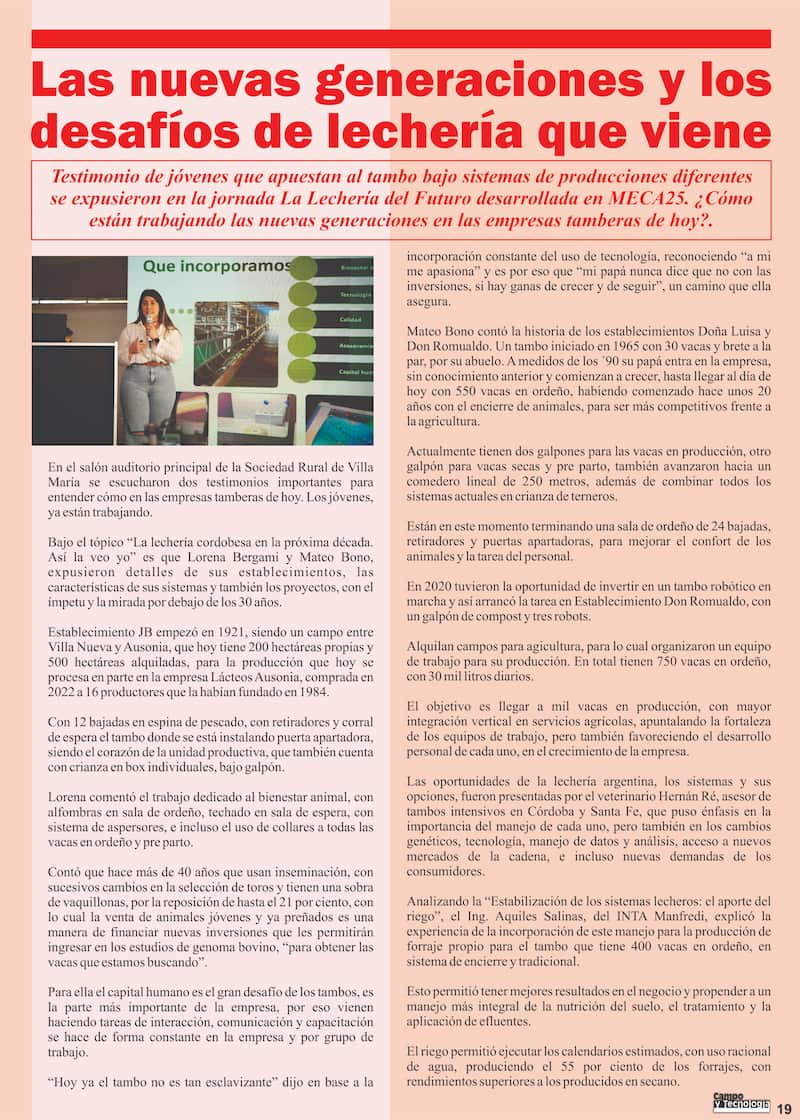 Las nuevas generaciones y los
desafíos de lechería que viene
Testimonio de jóvenes que apuestan al tambo bajo sistemas de producciones diferentes
se expusieron en la jornada La Lechería del Futuro desarrollada en MECA25. ¿Cómo
están trabajando las nuevas generaciones en las empresas tamberas de hoy?.
Que incorporamos
Bienestar
Tecnología
Calidad
Capital hum
En el salón auditorio principal de la Sociedad Rural de Villa
María se escucharon dos testimonios importantes para
entender cómo en las empresas tamberas de hoy. Los jóvenes,
ya están trabajando.
Bajo el tópico “La lechería cordobesa en la próxima década.
Así la veo yo” es que Lorena Bergami y Mateo Bono,
expusieron detalles de sus establecimientos, las
características de sus sistemas y también los proyectos, con el
ímpetu y la mirada por debajo de los 30 años.
Establecimiento JB empezó en 1921, siendo un campo entre
Villa Nueva y Ausonia, que hoy tiene 200 hectáreas propias y
500 hectáreas alquiladas, para la producción que hoy se
procesa en parte en la empresa Lácteos Ausonia, comprada en
2022 a 16 productores que la habían fundado en 1984.
Con 12 bajadas en espina de pescado, con retiradores y corral
de espera el tambo donde se está instalando puerta apartadora,
siendo el corazón de la unidad productiva, que también cuenta
con crianza en box individuales, bajo galpón.
Lorena comentó el trabajo dedicado al bienestar animal, con
alfombras en sala de ordeño, techado en sala de espera, con
sistema de aspersores, e incluso el uso de collares a todas las
vacas en ordeño y pre parto.
Contó que hace más de 40 años que usan inseminación, con
sucesivos cambios en la selección de toros y tienen una sobra
de vaquillonas, por la reposición de hasta el 21 por ciento, con
lo cual la venta de animales jóvenes y ya preñados es una
manera de financiar nuevas inversiones que les permitirán
ingresar en los estudios de genoma bovino, “para obtener las
vacas que estamos buscando”.
Para ella el capital humano es el gran desafío de los tambos, es
la parte más importante de la empresa, por eso vienen
haciendo tareas de interacción, comunicación y capacitación
se hace de forma constante en la empresa y por grupo de
trabajo.
“Hoy ya el tambo no es tan esclavizante” dijo en base a la
incorporación constante del uso de tecnología, reconociendo “a mi
me apasiona” y es por eso que “mi papá nunca dice que no con las
inversiones, si hay ganas de crecer y de seguir”, un camino que ella
asegura.
Mateo Bono contó la historia de los establecimientos Doña Luisa y
Don Romualdo. Un tambo iniciado en 1965 con 30 vacas y brete a la
par, por su abuelo. A medidos de los ´90 su papá entra en la empresa,
sin conocimiento anterior y comienzan a crecer, hasta llegar al día de
hoy con 550 vacas en ordeño, habiendo comenzado hace unos 20
años con el encierre de animales, para ser más competitivos frente a
la agricultura.
Actualmente tienen dos galpones para las vacas en producción, otro
galpón para vacas secas y pre parto, también avanzaron hacia un
comedero lineal de 250 metros, además de combinar todos los
sistemas actuales en crianza de terneros.
Están en este momento terminando una sala de ordeño de 24 bajadas,
retiradores y puertas apartadoras, para mejorar el confort de los
animales y la tarea del personal.
En 2020 tuvieron la oportunidad de invertir en un tambo robótico en
marcha y así arrancó la tarea en Establecimiento Don Romualdo, con
un galpón de compost y tres robots.
Alquilan campos para agicultura, para lo cual organizaron un equipo
de trabajo para su producción. En total tienen 750 vacas en ordeño,
con 30 mil litros diarios.
El objetivo es llegar a mil vacas en producción, con mayor
integración vertical en servicios agrícolas, apuntalando la fortaleza
de los equipos de trabajo, pero también favoreciendo el desarrollo
personal de cada uno, en el crecimiento de la empresa.
Las oportunidades de la lechería argentina, los sistemas y sus
opciones, fueron presentadas por el veterinario Hernán Ré, asesor de
tambos intensivos en Córdoba y Santa Fe, que puso énfasis en la
importancia del manejo de cada uno, pero también en los cambios
genéticos, tecnología, manejo de datos y análisis, acceso a nuevos
mercados de la cadena, e incluso nuevas demandas de los
consumidores.
Analizando la “Estabilización de los sistemas lecheros: el aporte del
riego”, el Ing. Aquiles Salinas, del INTA Manfredi, explicó la
experiencia de la incorporación de este manejo para la producción de
forraje propio para el tambo que tiene 400 vacas en ordeño, en
sistema de encierre y tradicional.
Esto permitió tener mejores resultados en el negocio y propender a un
manejo más integral de la nutrición del suelo, el tratamiento y la
aplicación de efluentes.
El riego permitió ejecutar los calendarios estimados, con uso racional
de agua, produciendo el 55 por ciento de los forrajes, con
rendimientos superiores a los producidos en secano.
Campo
y Tecnología
19